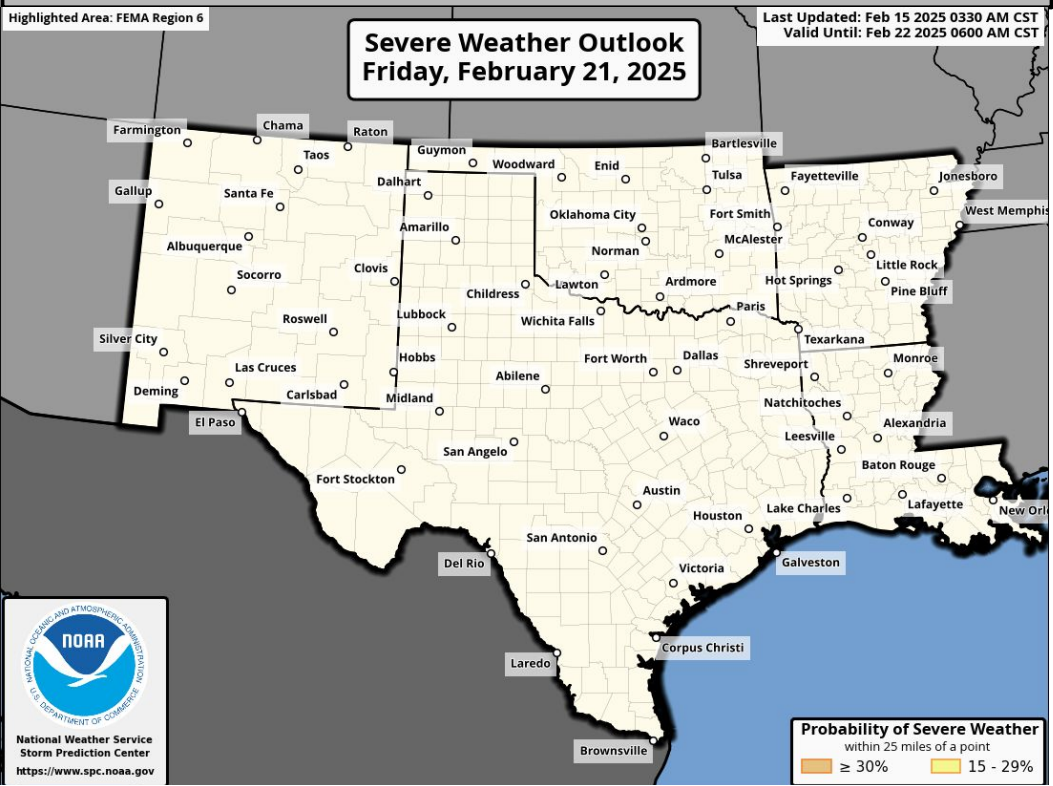 Highlighted Area: FEMA Region 6
Severe Weather Outlook
Friday, February 21, 2025
Last Updated: Feb 15 2025 0330 AM CST
Valid Until: Feb 22 2025 0600 AM CST
Farmington
Chama
Raton
Taos
Guymon
Woodward
Enid
Bartlesville
Gallup
Santa Fe
Dalhart
Tulsa
Fayetteville
Jonesboro
Albuquerque
Amarillo
Oklahoma City
Fort Smith
West Memphis
Norman
McAlester
Conway
Socorro
Clovis
Childress
Lawton
Ardmore
Hot Springs
Little Rock
Pine Bluff
Roswell
Lubbock
Wichita Falls
Paris
Texarkana
Silver City
Hobbs
Fort Worth
Dallas
Shreveport
Monroe
Las Cruces
Abilene
Deming
Carlsbad
Midland
Natchitoches
El Paso
Waco
Alexandria
San Angelo
Leesville
Fort Stockton
Baton Rouge
Austin
Houston
Lake Charles
Lafayette
New Orl
San Antonio
Del Rio
Victoria
Galveston
Laredo
Corpus Christi
Brownsville
NATIONAL OCEANIC AND ATMOSPHERIC ADMINISTRATION
NOAA
U.S. DEPARTMENT OF COMMERCE
National Weather Service
Storm Prediction Center
https://www.spc.noaa.gov
Probability of Severe Weather
within 25 miles of a point
≥ 30%
15 - 29%